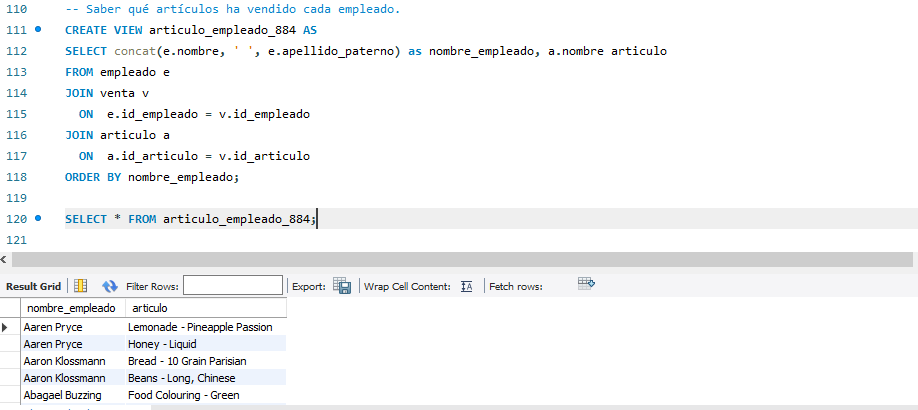 110 -- Saber qué artículos ha vendido cada empleado.
111 CREATE VIEW articulo_empleado_884 AS
112 SELECT concat(e.nombre, ' ', e.apellido_paterno) as nombre_empleado, a.nombre articulo
113 FROM empleado e
114 JOIN venta v
115 ON e.id_empleado = v.id_empleado
116 JOIN articulo a
117 ON a.id_articulo = v.id_articulo
118 ORDER BY nombre_empleado;
119
120 SELECT * FROM articulo_empleado_884;
121
Result Grid Filter Rows: Export: Wrap Cell Content: Fetch rows:
nombre_empleado articulo
Aaren Pryce Lemonade - Pineapple Passion
Aaren Pryce Honey - Liquid
Aaron Klossmann Bread - 10 Grain Parisian
Aaron Klossmann Beans - Long, Chinese
Abagael Buzzing Food Colouring - Green